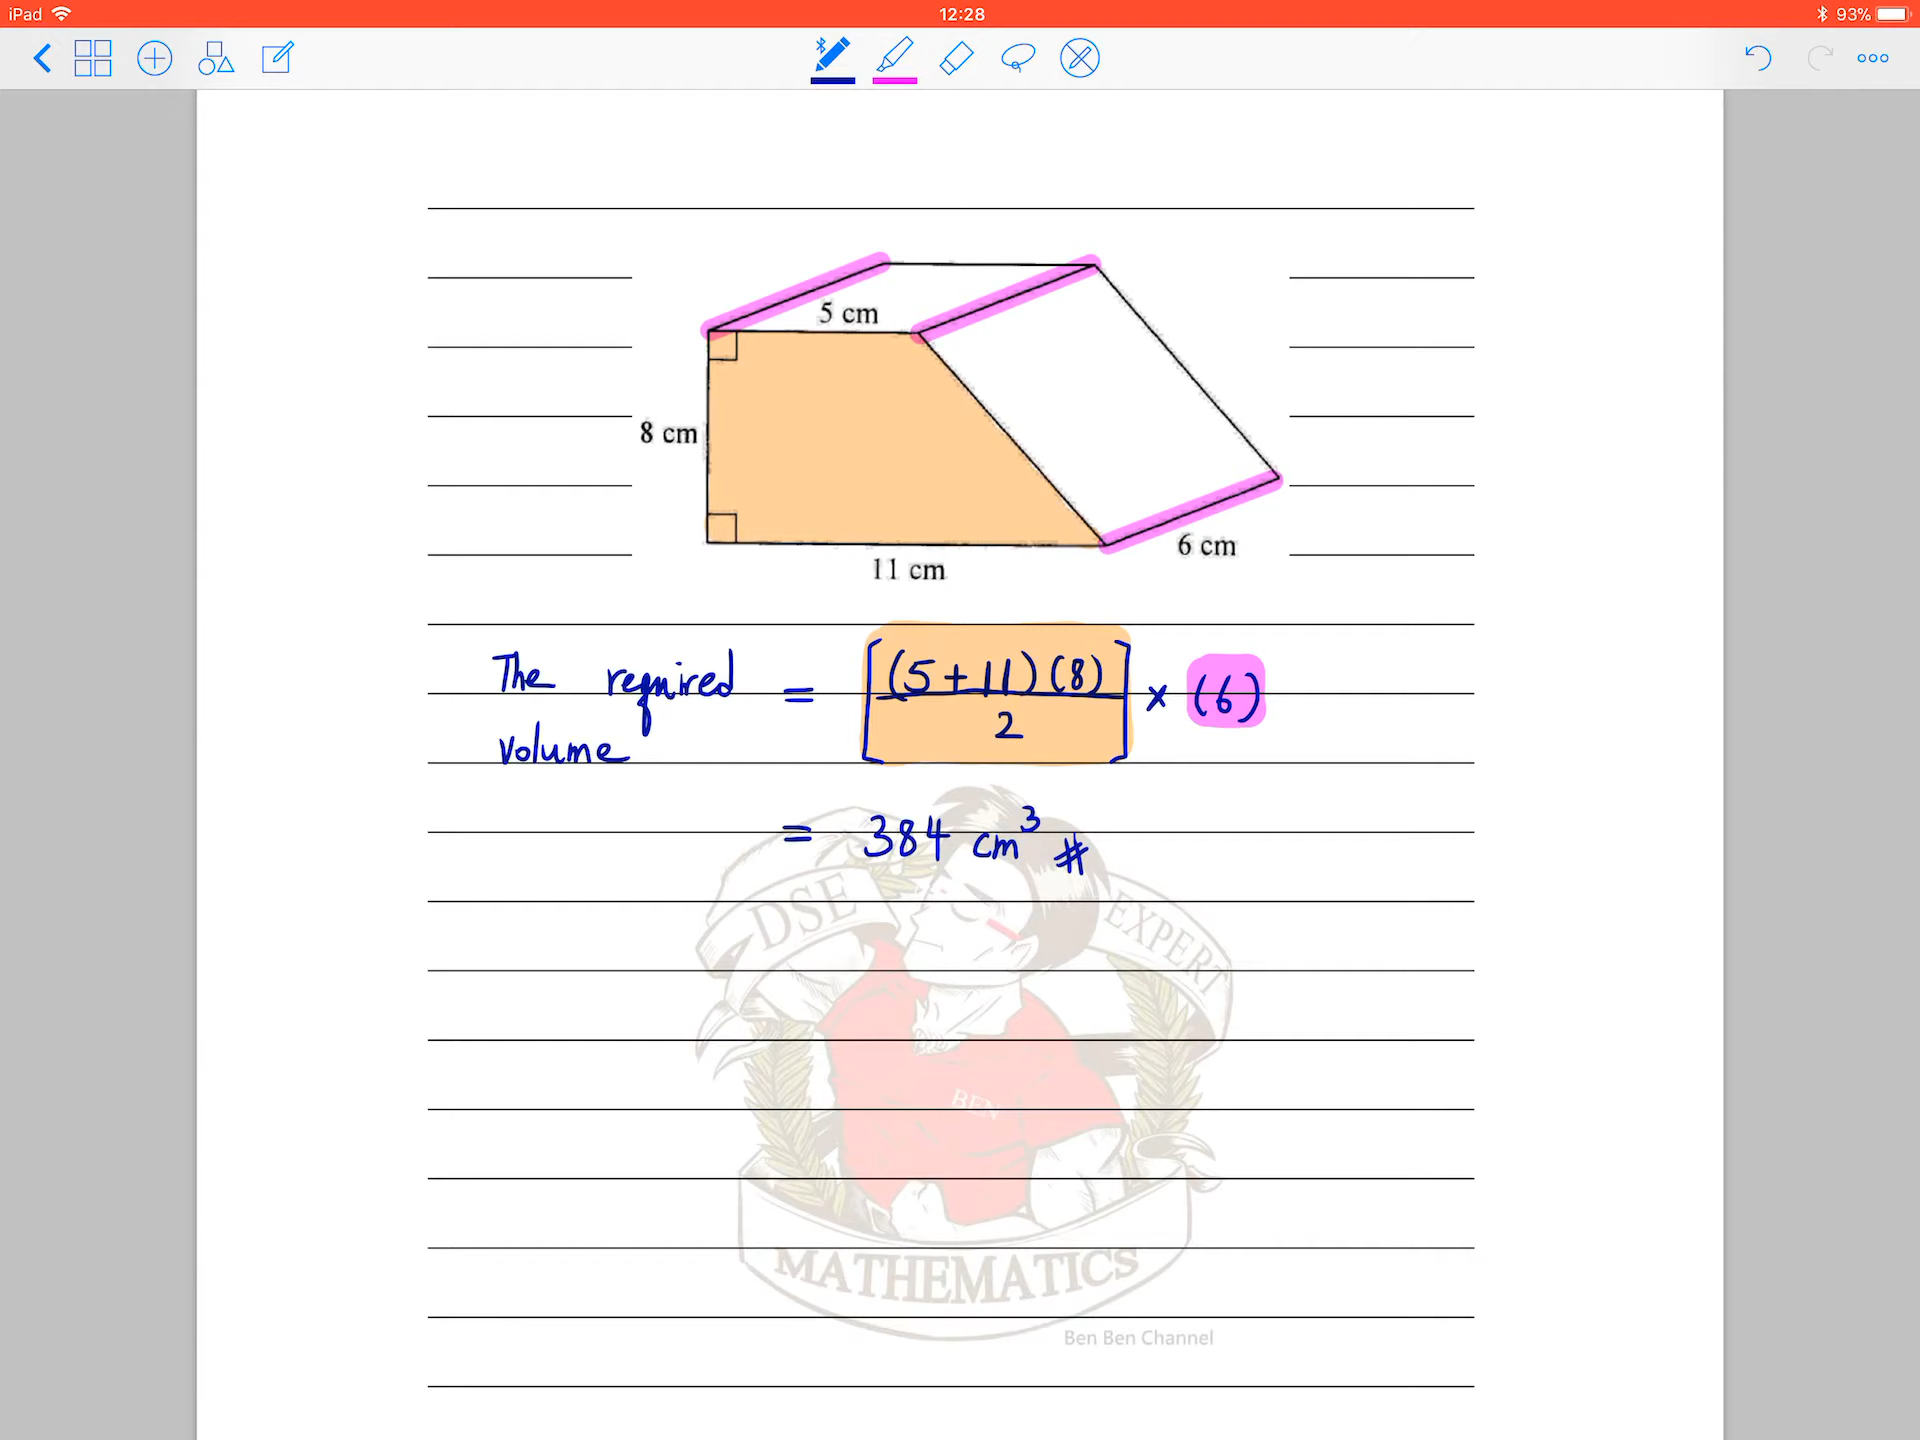 iPad 12:28 93%
5 cm
8 cm
6 cm
11 cm
The required volume = [(5+11)(8)/2] × (6)
= 384 cm³ #
DSE EXPERT
BEN
MATHEMATICS
Ben Ben Channel